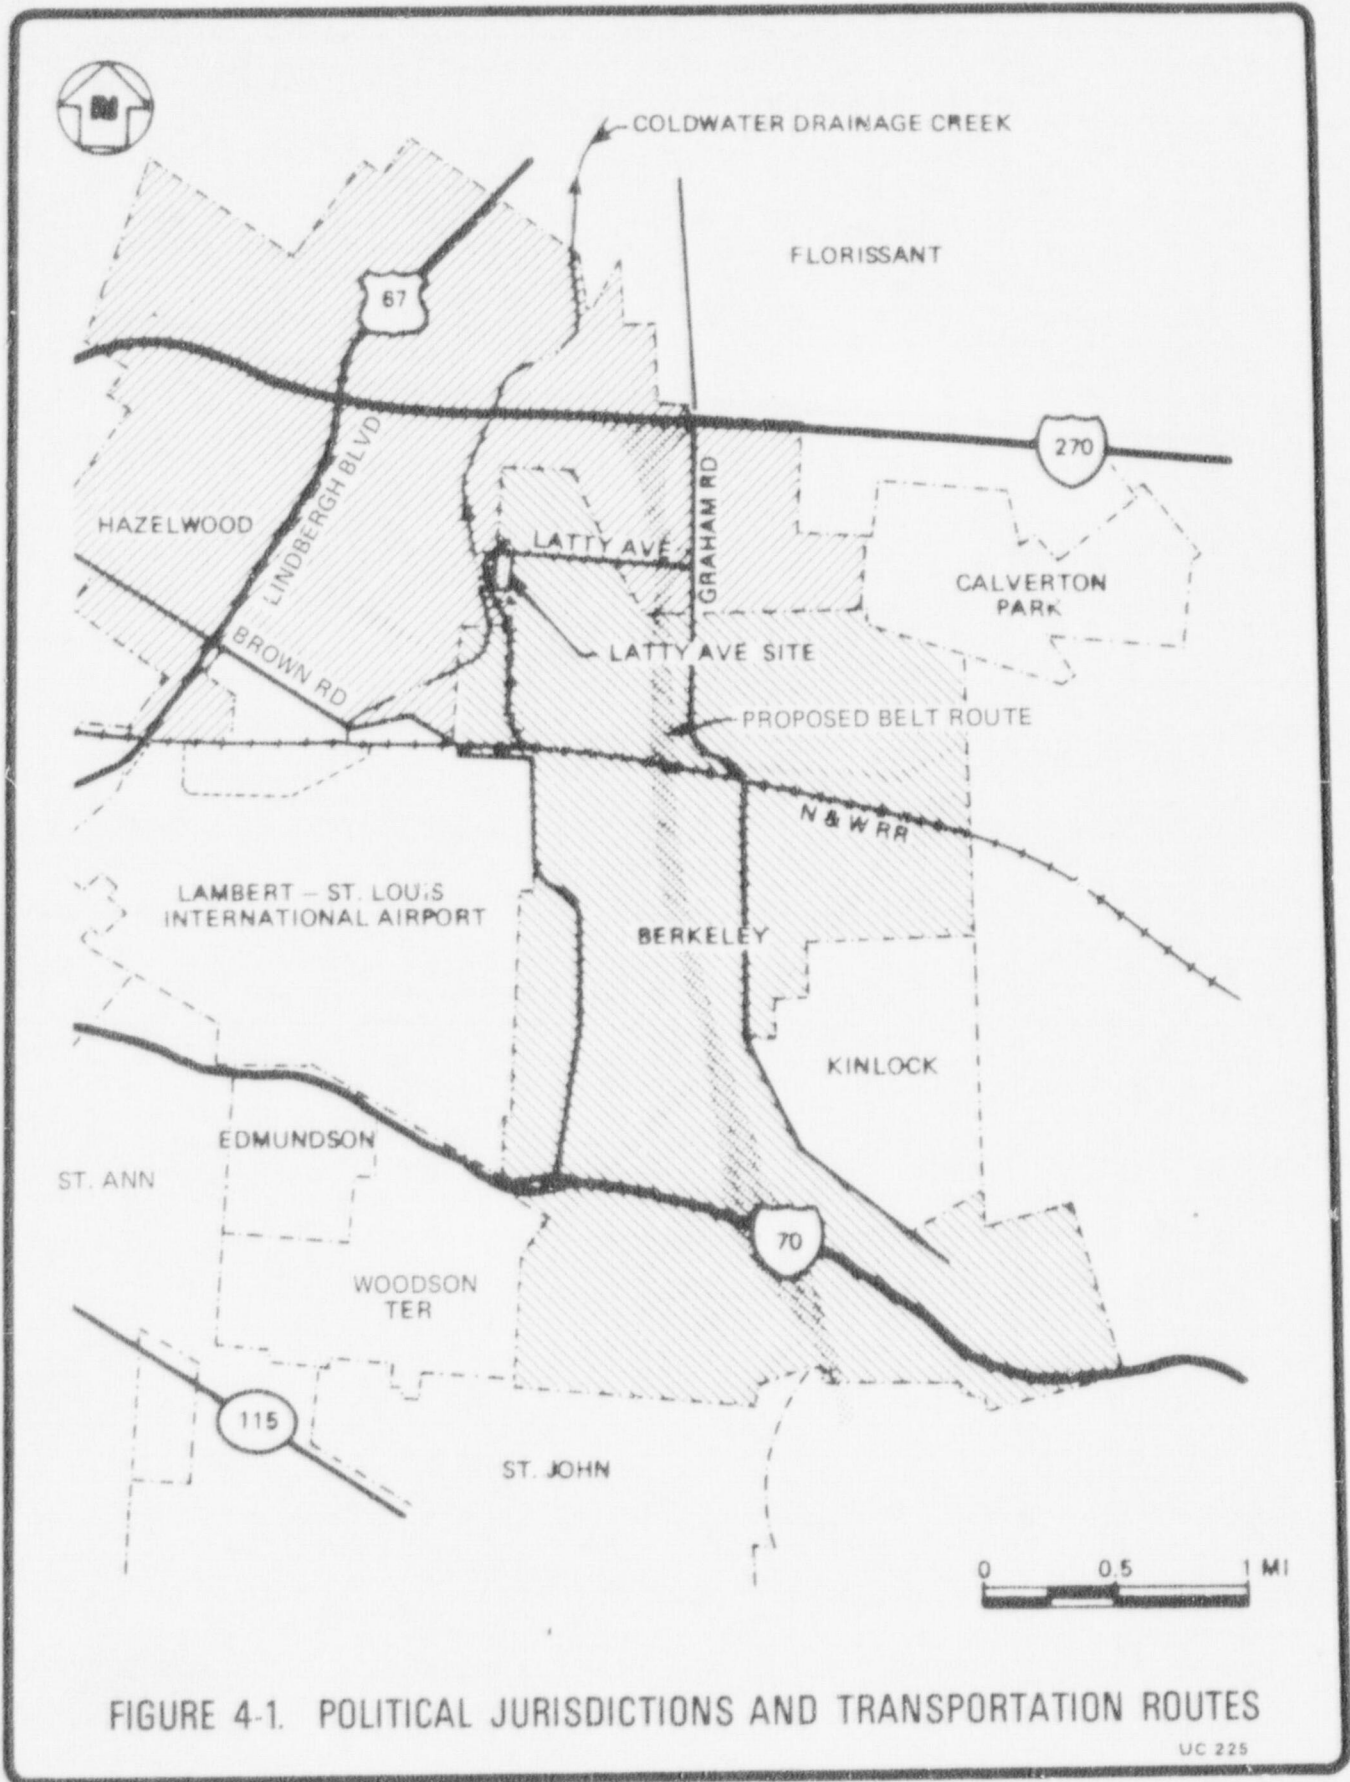 N
COLDWATER DRAINAGE CREEK
FLORISSANT
67
270
LINDBERGH BLVD
GRAHAM RD
HAZELWOOD
LATTY AVE
CALVERTON
PARK
BROWN RD
LATTY AVE SITE
PROPOSED BELT ROUTE
N & W RR
LAMBERT – ST. LOUIS
INTERNATIONAL AIRPORT
BERKELEY
KINLOCK
EDMUNDSON
ST. ANN
70
WOODSON
TER
115
ST. JOHN
0 0.5 1 MI
FIGURE 4-1. POLITICAL JURISDICTIONS AND TRANSPORTATION ROUTES
UC 225